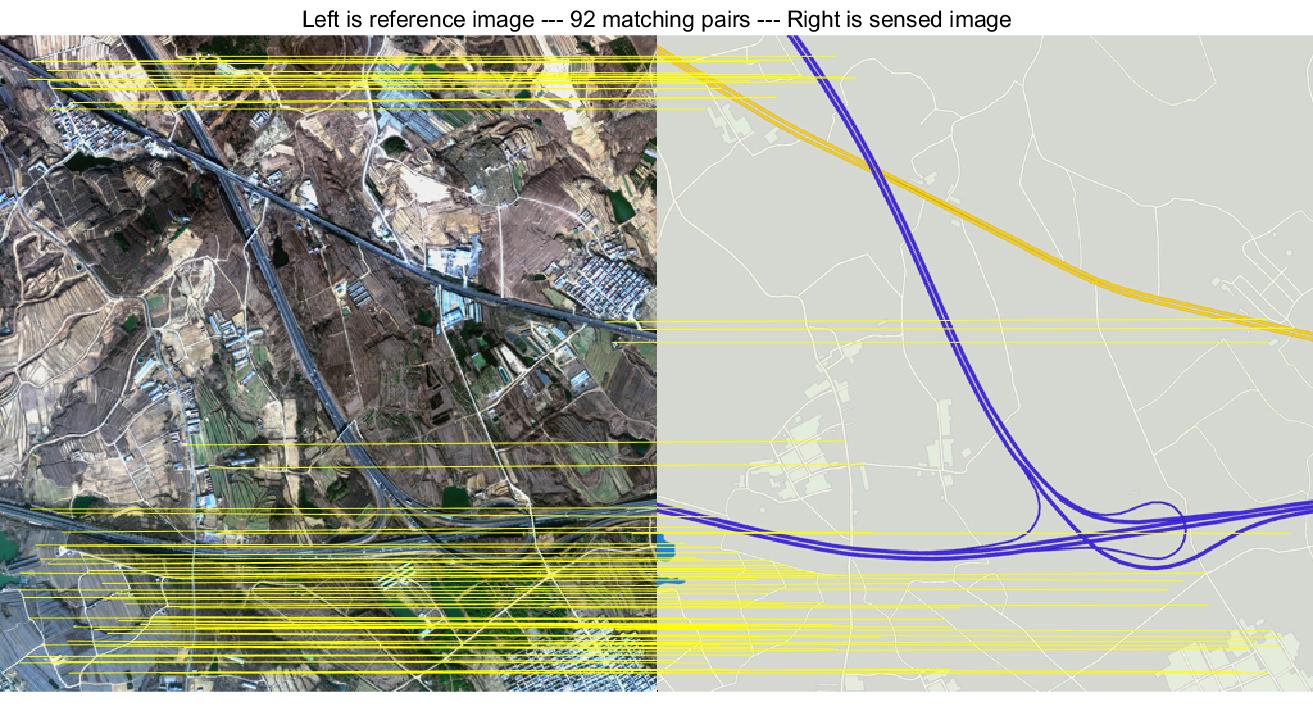 Left is reference image --- 92 matching pairs --- Right is sensed image